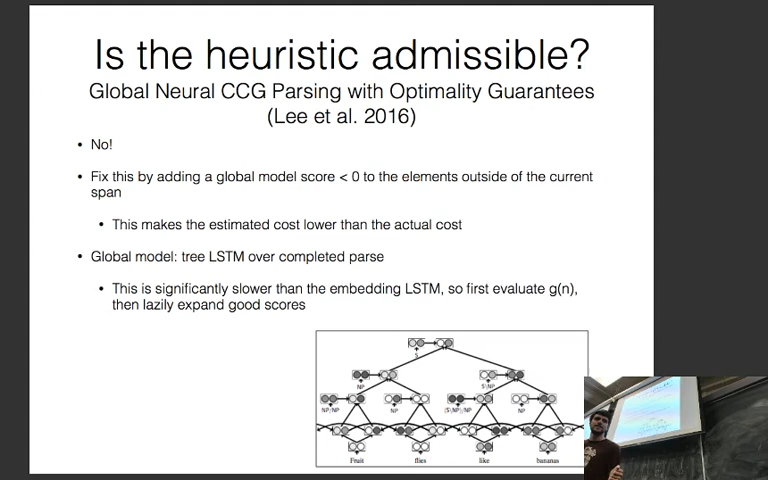 Is the heuristic admissible?
Global Neural CCG Parsing with Optimality Guarantees
(Lee et al. 2016)
• No!
• Fix this by adding a global model score < 0 to the elements outside of the current
span
• This makes the estimated cost lower than the actual cost
• Global model: tree LSTM over completed parse
• This is significantly slower than the embedding LSTM, so first evaluate g(n),
then lazily expand good scores
S
NP
S\NP
NP/NP
NP
(S\NP)/NP
NP
Fruit
flies
like
bananas